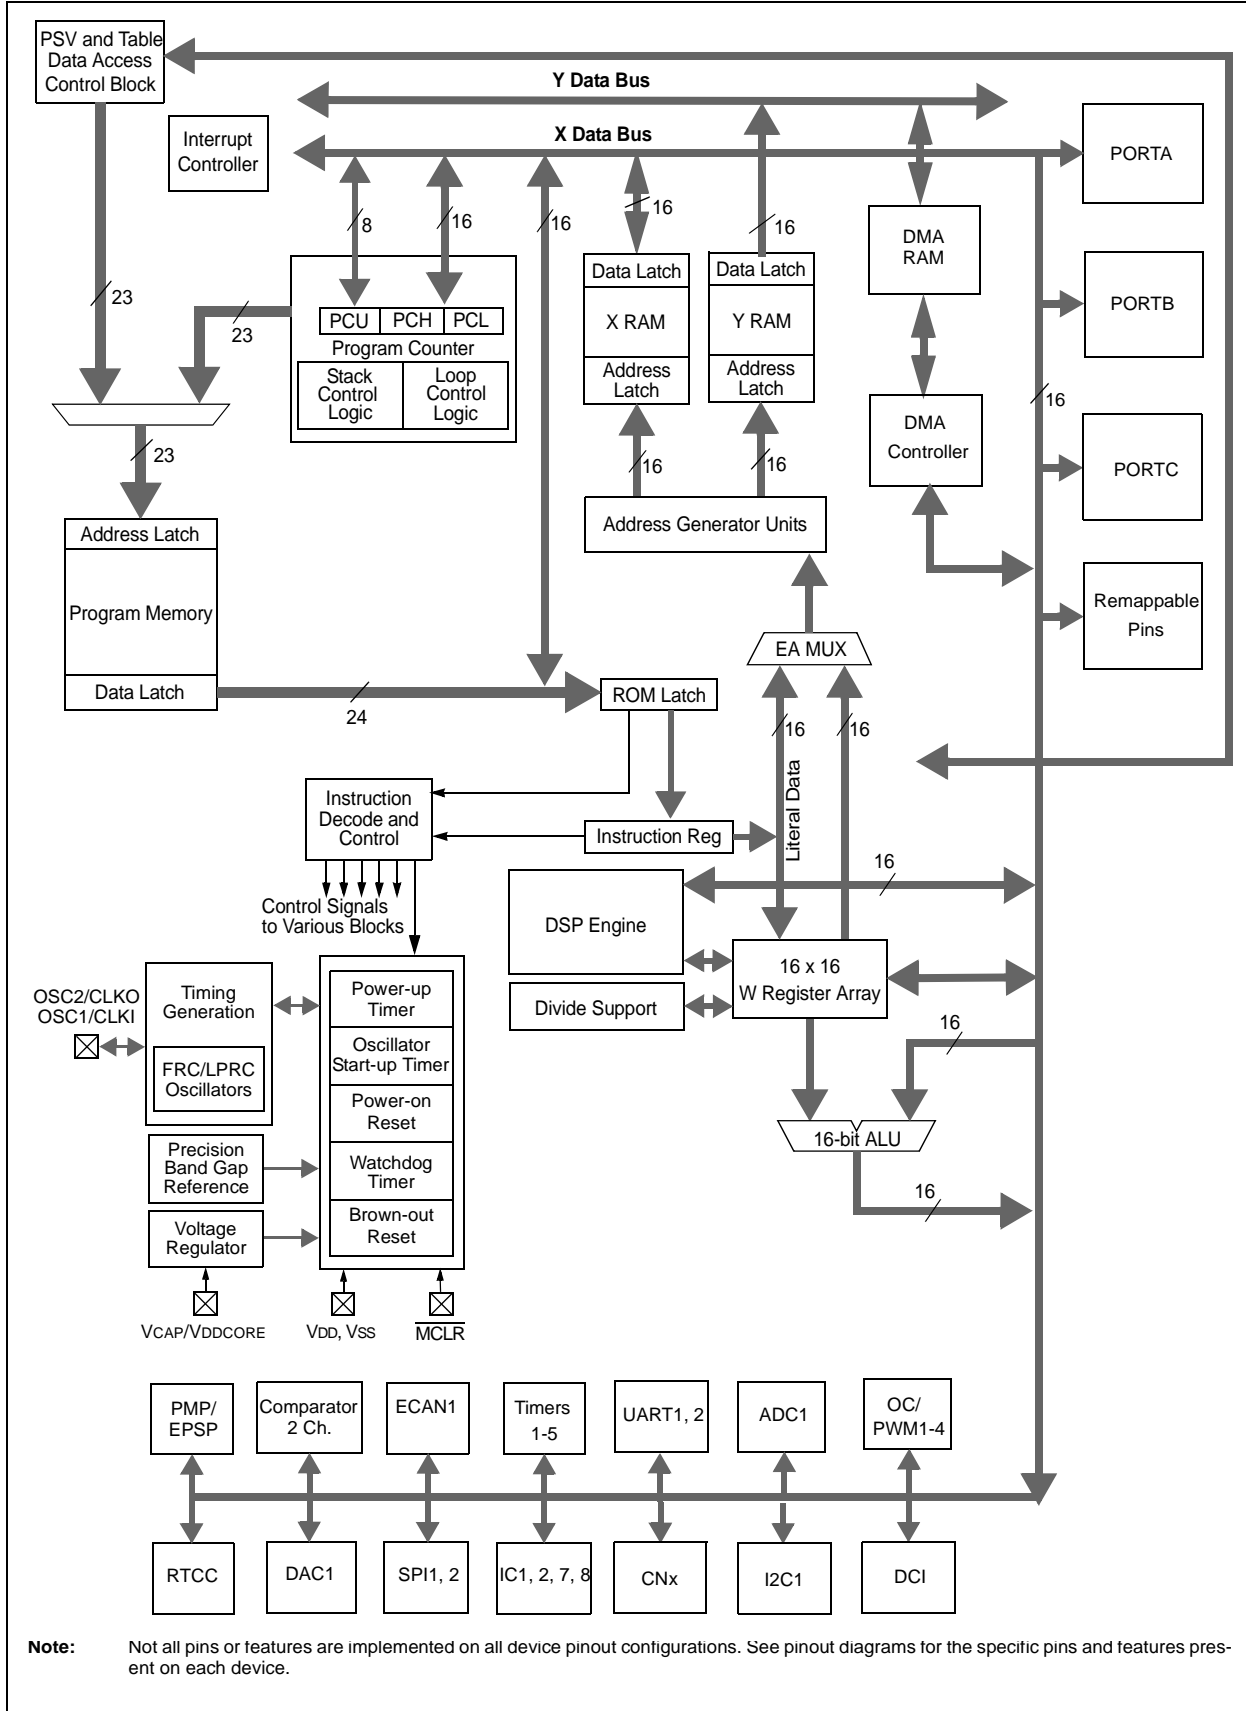 PSV and Table
Data Access
Control Block
Y Data Bus
X Data Bus
Interrupt
Controller
PORTA
8
16
16
16
16
DMA
RAM
23
23
Data Latch
Data Latch
PORTB
PCU
PCH
PCL
X RAM
Y RAM
Program Counter
Stack
Control
Logic
Loop
Control
Logic
Address
Latch
Address
Latch
16
DMA
Controller
23
16
16
PORTC
Address Latch
Address Generator Units
Program Memory
Remappable
Pins
EA MUX
Data Latch
ROM Latch
24
16
16
Literal Data
Instruction
Decode and
Control
Instruction Reg
16
Control Signals
to Various Blocks
DSP Engine
16 x 16
W Register Array
Divide Support
OSC2/CLKO
OSC1/CLKI
Timing
Generation
FRC/LPRC
Oscillators
Power-up
Timer
Oscillator
Start-up Timer
Power-on
Reset
Watchdog
Timer
Brown-out
Reset
16
16-bit ALU
16
Precision
Band Gap
Reference
Voltage
Regulator
VCAP/VDDCORE
VDD, VSS
MCLR
PMP/
EPSP
Comparator
2 Ch.
ECAN1
Timers
1-5
UART1, 2
ADC1
OC/
PWM1-4
RTCC
DAC1
SPI1, 2
IC1, 2, 7, 8
CNx
I2C1
DCI
Note: Not all pins or features are implemented on all device pinout configurations. See pinout diagrams for the specific pins and features pres-
ent on each device.